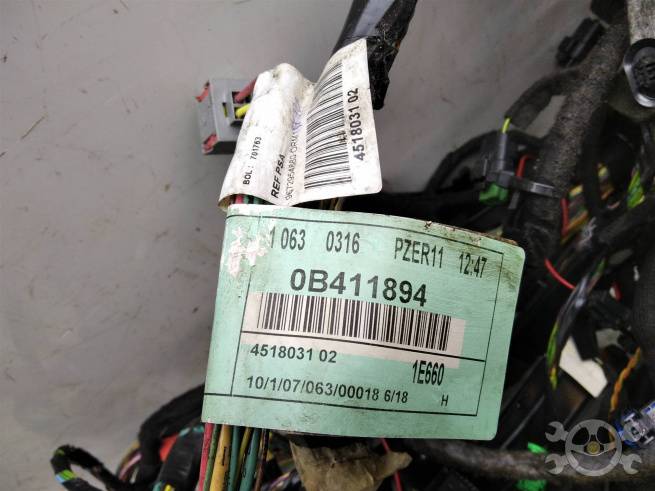 BOL.: 701763
REF PSA
4518031 02
1 063 0316 PZER11 12:47
0B411894
4518031 02 1E660
10/1/07/063/00018 6/18 H